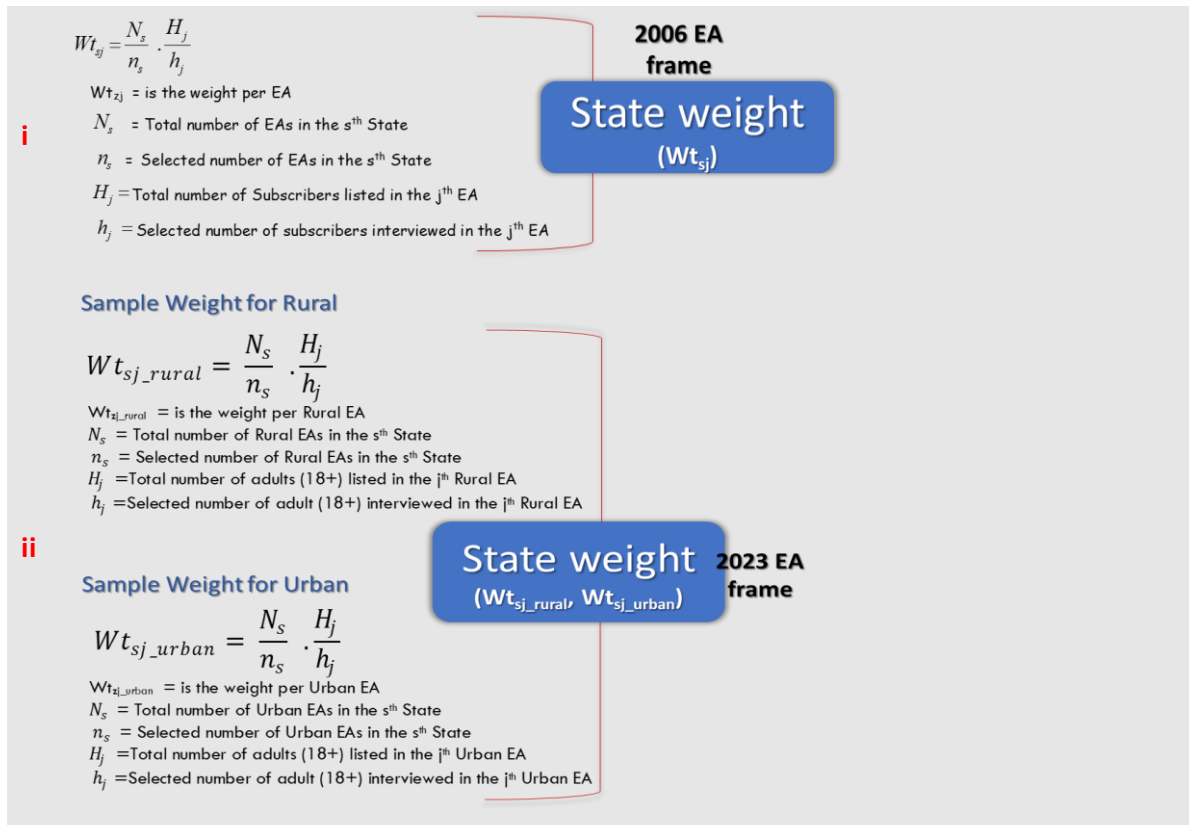 Wt_sj = N_s/n_s . H_j/h_j
Wt_zj = is the weight per EA
N_s = Total number of EAs in the s^th State
n_s = Selected number of EAs in the s^th State
H_j = Total number of Subscribers listed in the j^th EA
h_j = Selected number of subscribers interviewed in the j^th EA
i
2006 EA
frame
State weight
(Wt_sj)
Sample Weight for Rural
Wt_sj_rural = N_s/n_s . H_j/h_j
Wt_zj_rural = is the weight per Rural EA
N_s = Total number of Rural EAs in the s^th State
n_s = Selected number of Rural EAs in the s^th State
H_j =Total number of adults (18+) listed in the j^th Rural EA
h_j =Selected number of adult (18+) interviewed in the j^th Rural EA
ii
State weight
(Wt_sj_rural, Wt_sj_urban)
2023 EA
frame
Sample Weight for Urban
Wt_sj_urban = N_s/n_s . H_j/h_j
Wt_zj_urban = is the weight per Urban EA
N_s = Total number of Urban EAs in the s^th State
n_s = Selected number of Urban EAs in the s^th State
H_j =Total number of adults (18+) listed in the j^th Urban EA
h_j =Selected number of adult (18+) interviewed in the j^th Urban EA